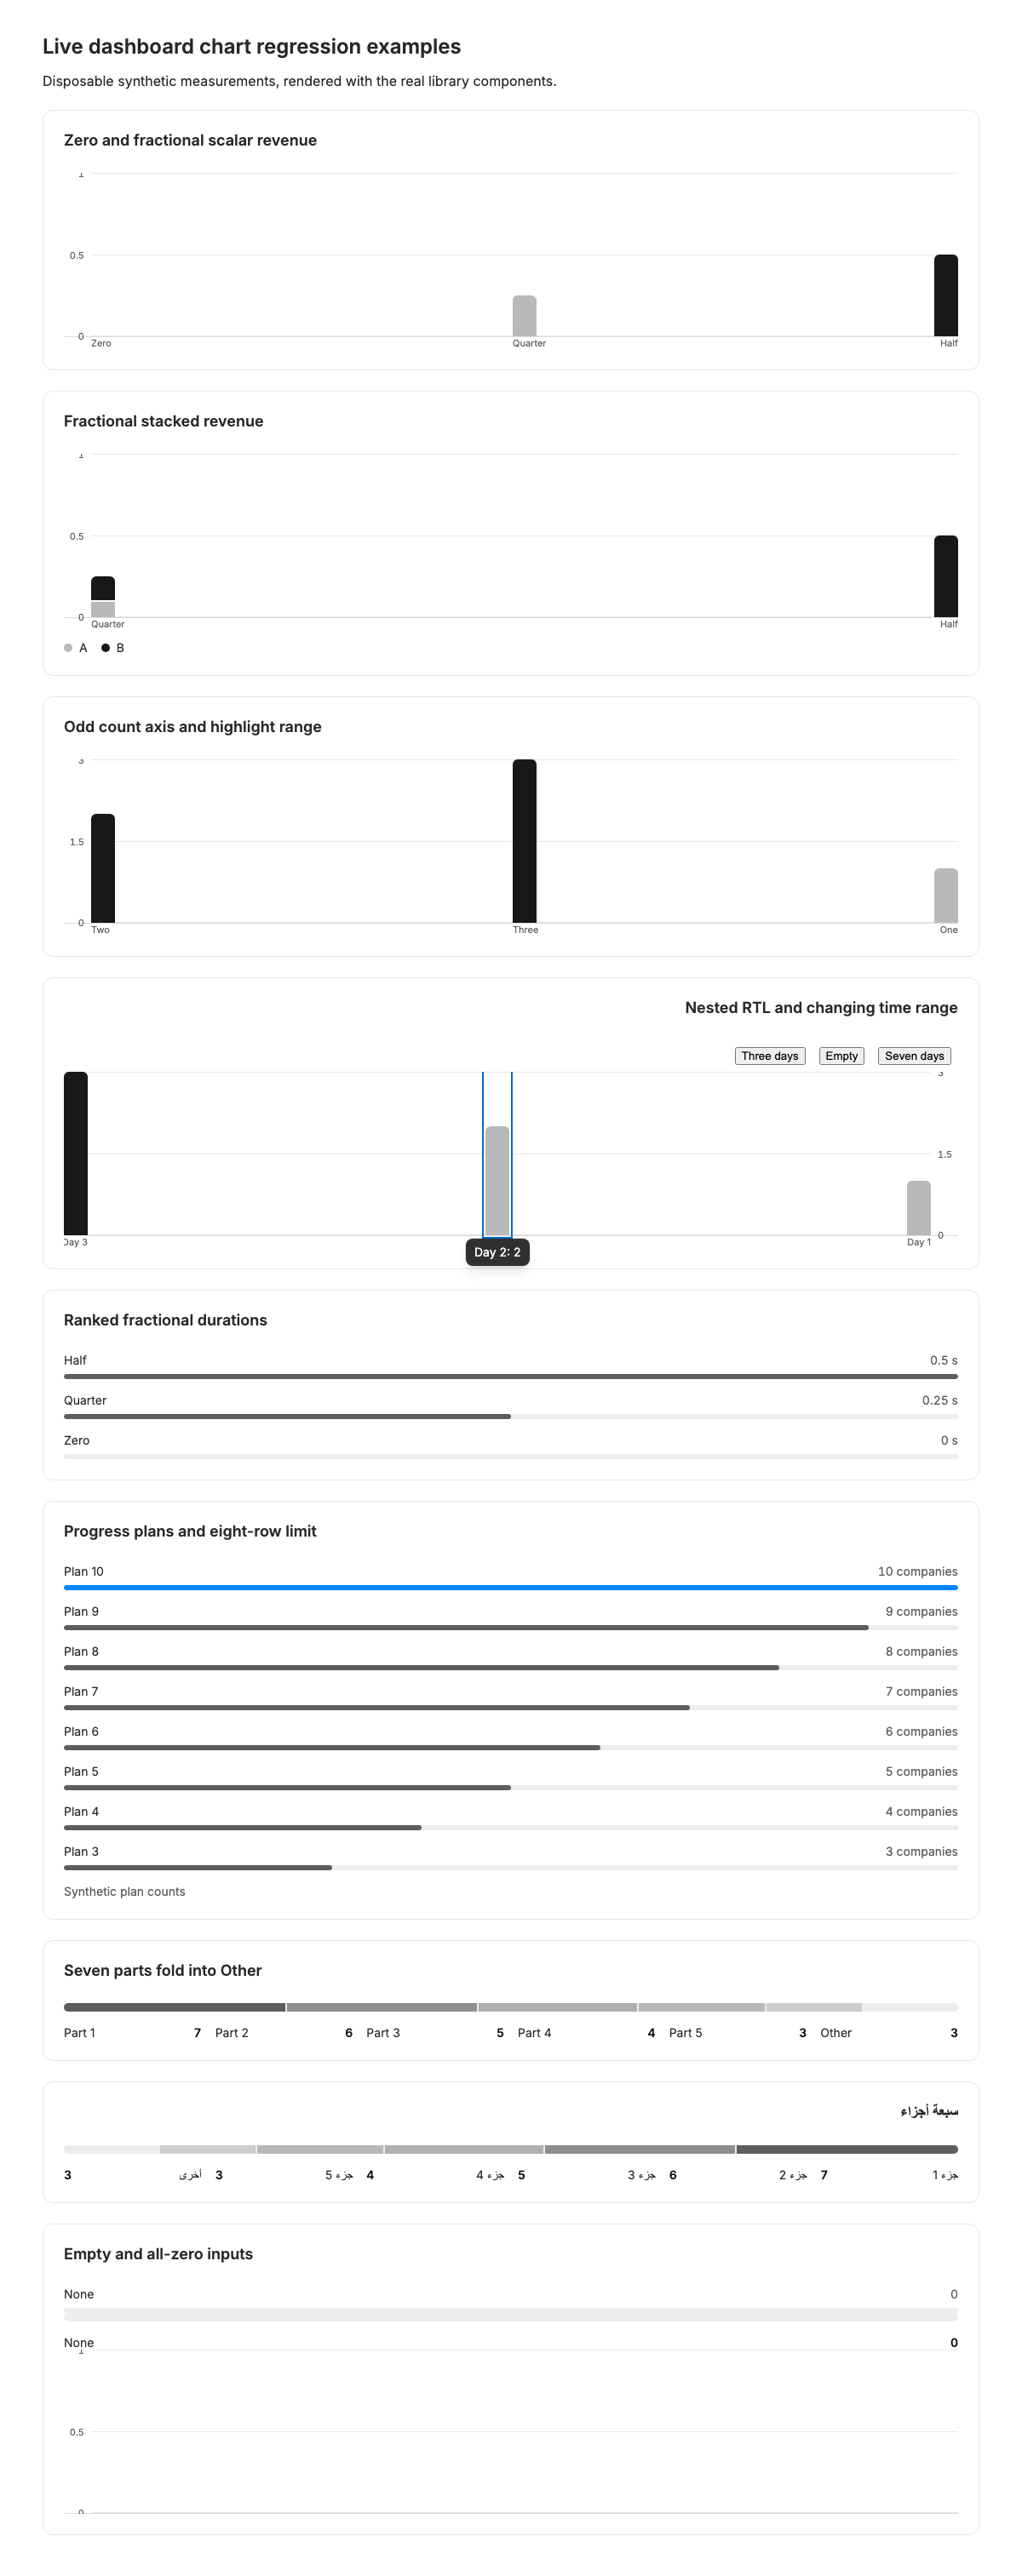 Live dashboard chart regression examples
Disposable synthetic measurements, rendered with the real library components.
Zero and fractional scalar revenue
1
0.5
0
Zero Quarter Half
Fractional stacked revenue
1
0.5
0
Quarter Half
A B
Odd count axis and highlight range
3
1.5
0
Two Three One
Nested RTL and changing time range
Three days Empty Seven days
3
1.5
0
Day 3 Day 1
Day 2: 2
Ranked fractional durations
Half 0.5 s
Quarter 0.25 s
Zero 0 s
Progress plans and eight-row limit
Plan 10 10 companies
Plan 9 9 companies
Plan 8 8 companies
Plan 7 7 companies
Plan 6 6 companies
Plan 5 5 companies
Plan 4 4 companies
Plan 3 3 companies
Synthetic plan counts
Seven parts fold into Other
Part 1 7 Part 2 6 Part 3 5 Part 4 4 Part 5 3 Other 3
سبعة أجزاء
جزء 1 7 جزء 2 6 جزء 3 5 جزء 4 4 جزء 5 3 أخرى 3
Empty and all-zero inputs
None 0
None 0
1
0.5
0